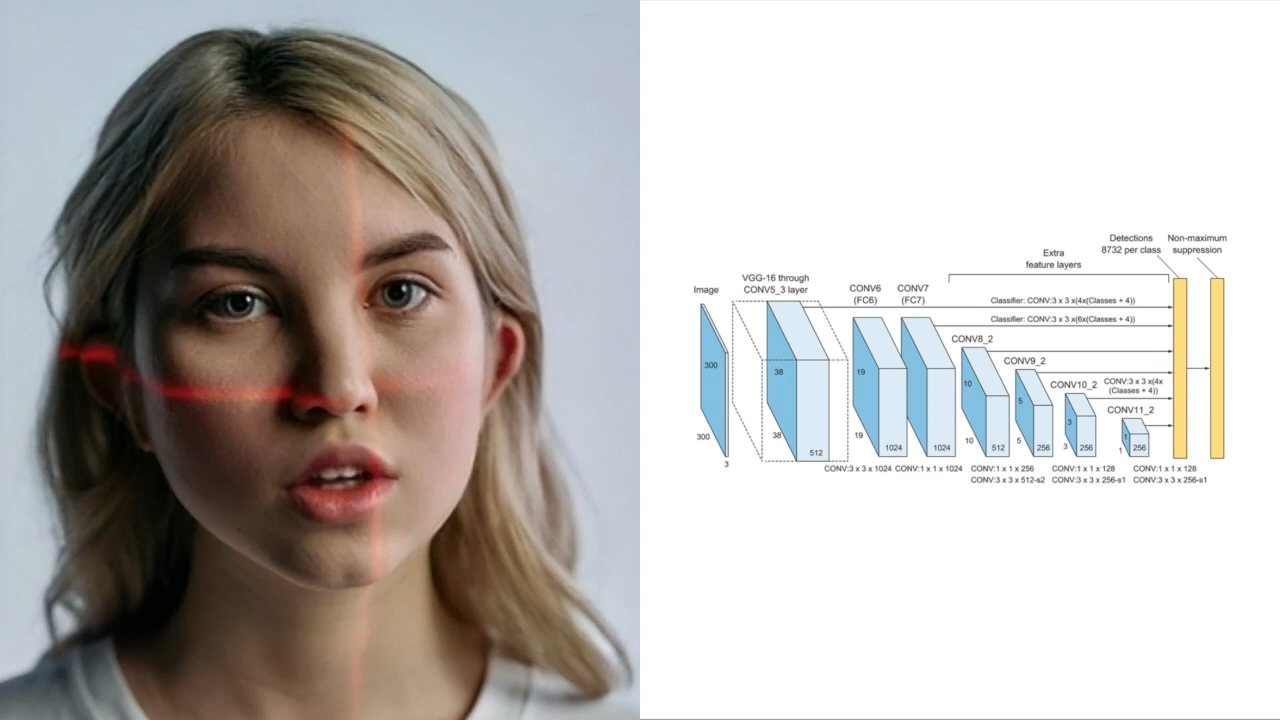 Detections
8732 per class
Non-maximum
suppression
Extra
feature layers
VGG-16 through
CONV5_3 layer
Image
CONV6
(FC6)
CONV7
(FC7)
Classifier: CONV:3 x 3 x(4x(Classes + 4))
Classifier: CONV:3 x 3 x(6x(Classes + 4))
CONV8_2
CONV9_2
CONV10_2
CONV:3 x 3 x(4x
(Classes + 4))
CONV11_2
300
38
19
10
5
3
1
300
38
19
10
5
3
1
3
512
1024
1024
512
256
256
256
CONV:3 x 3 x 1024
CONV:1 x 1 x 1024
CONV:1 x 1 x 256
CONV:3 x 3 x 512-s2
CONV:1 x 1 x 128
CONV:3 x 3 x 256-s1
CONV:1 x 1 x 128
CONV:3 x 3 x 256-s1